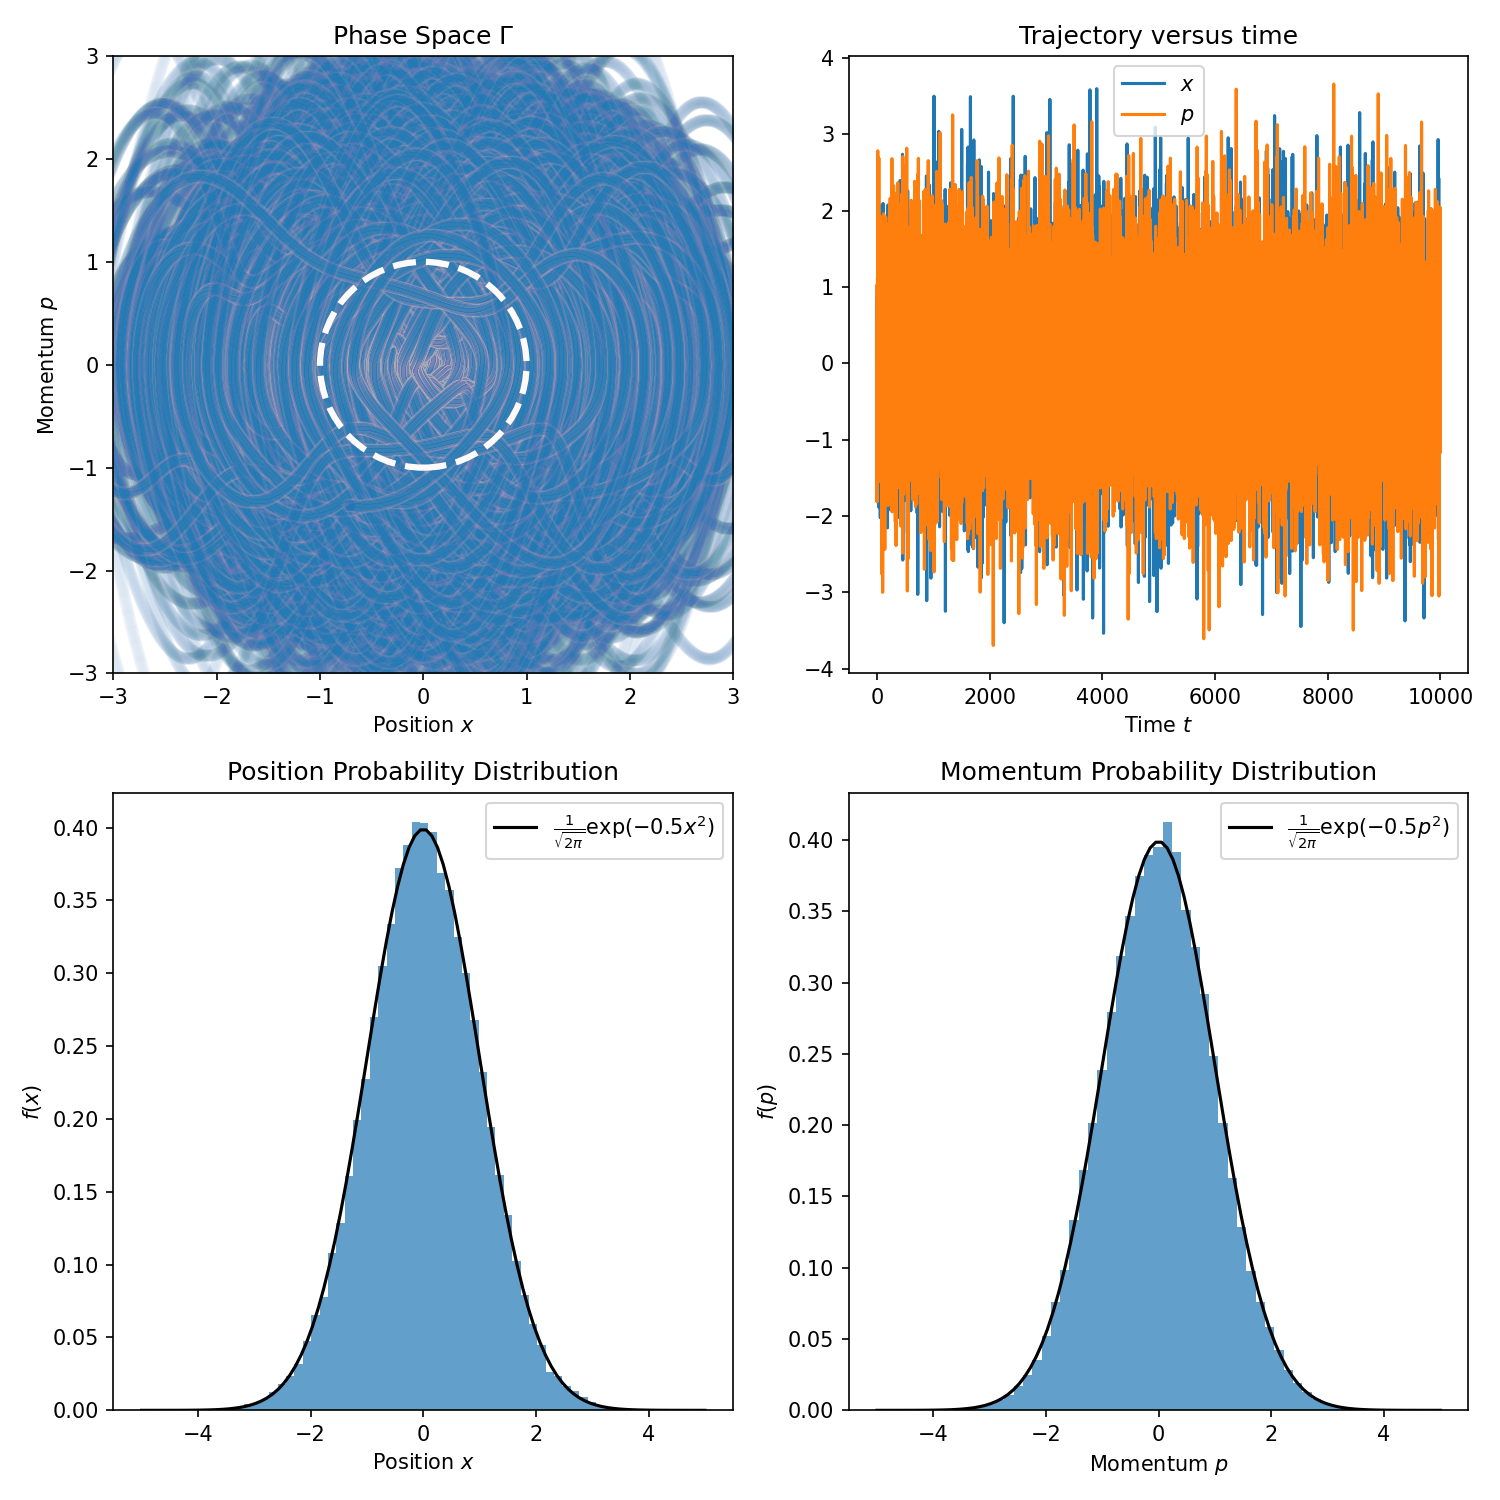 Phase Space Γ
3
2
1
0
−1
−2
−3
Momentum p
−3 −2 −1 0 1 2 3
Position x
Trajectory versus time
x
p
4
3
2
1
0
−1
−2
−3
−4
0 2000 4000 6000 8000 10000
Time t
Position Probability Distribution
1/√2π exp(−0.5x²)
0.40
0.35
0.30
0.25
0.20
0.15
0.10
0.05
0.00
f(x)
−4 −2 0 2 4
Position x
Momentum Probability Distribution
1/√2π exp(−0.5p²)
0.40
0.35
0.30
0.25
0.20
0.15
0.10
0.05
0.00
f(p)
−4 −2 0 2 4
Momentum p